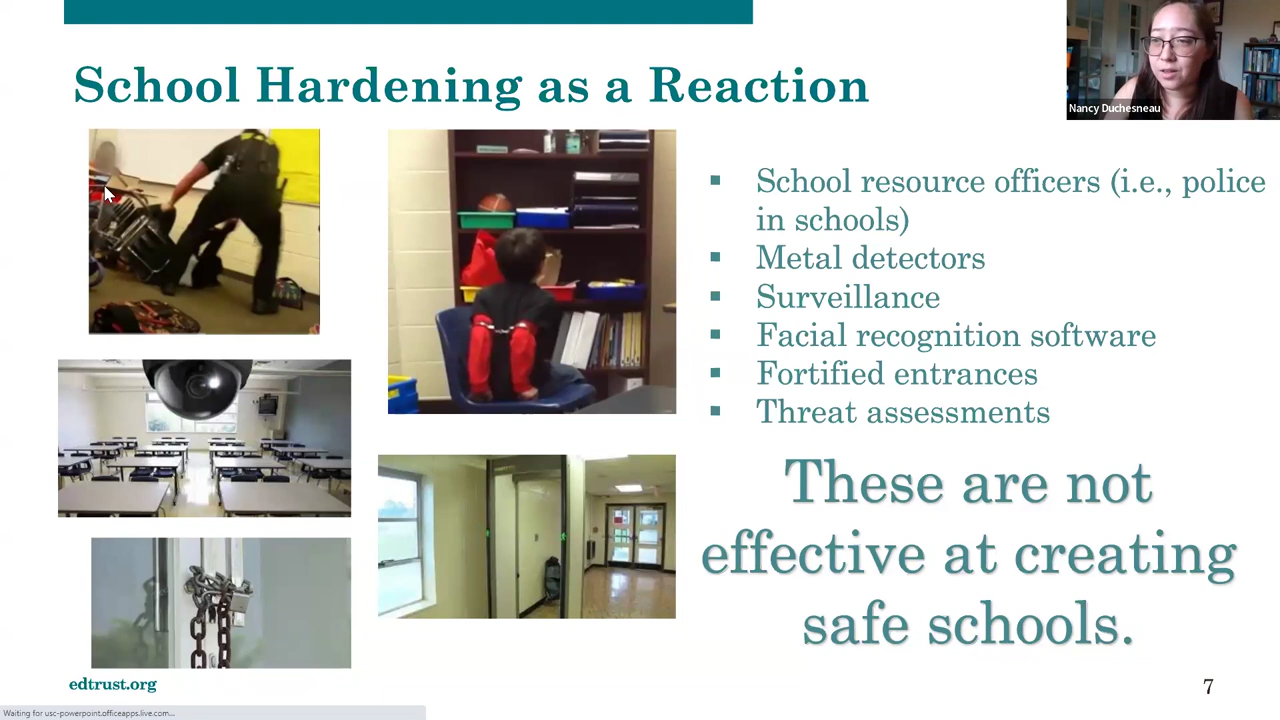 School Hardening as a Reaction
Nancy Duchesneau
▪ School resource officers (i.e., police
in schools)
▪ Metal detectors
▪ Surveillance
▪ Facial recognition software
▪ Fortified entrances
▪ Threat assessments
These are not
effective at creating
safe schools.
edtrust.org
7
Waiting for usc-powerpoint.officeapps.live.com...